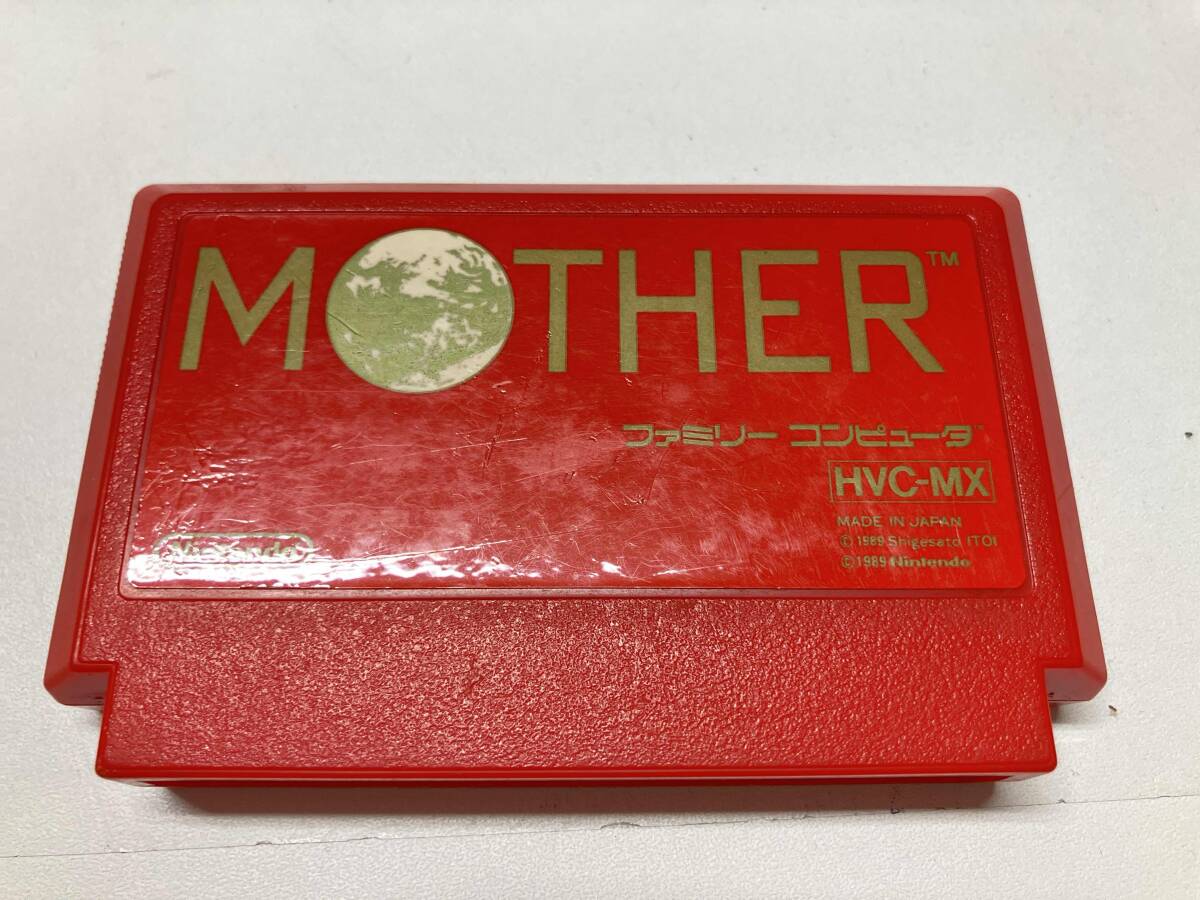 MOTHER™
ファミリー コンピュータ™
HVC-MX
MADE IN JAPAN
© 1989 Shigesato ITOI
© 1989 Nintendo
Nintendo